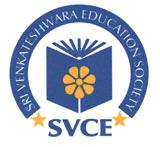 SRI VENKATESHWARA EDUCATION SOCIETY
SVCE